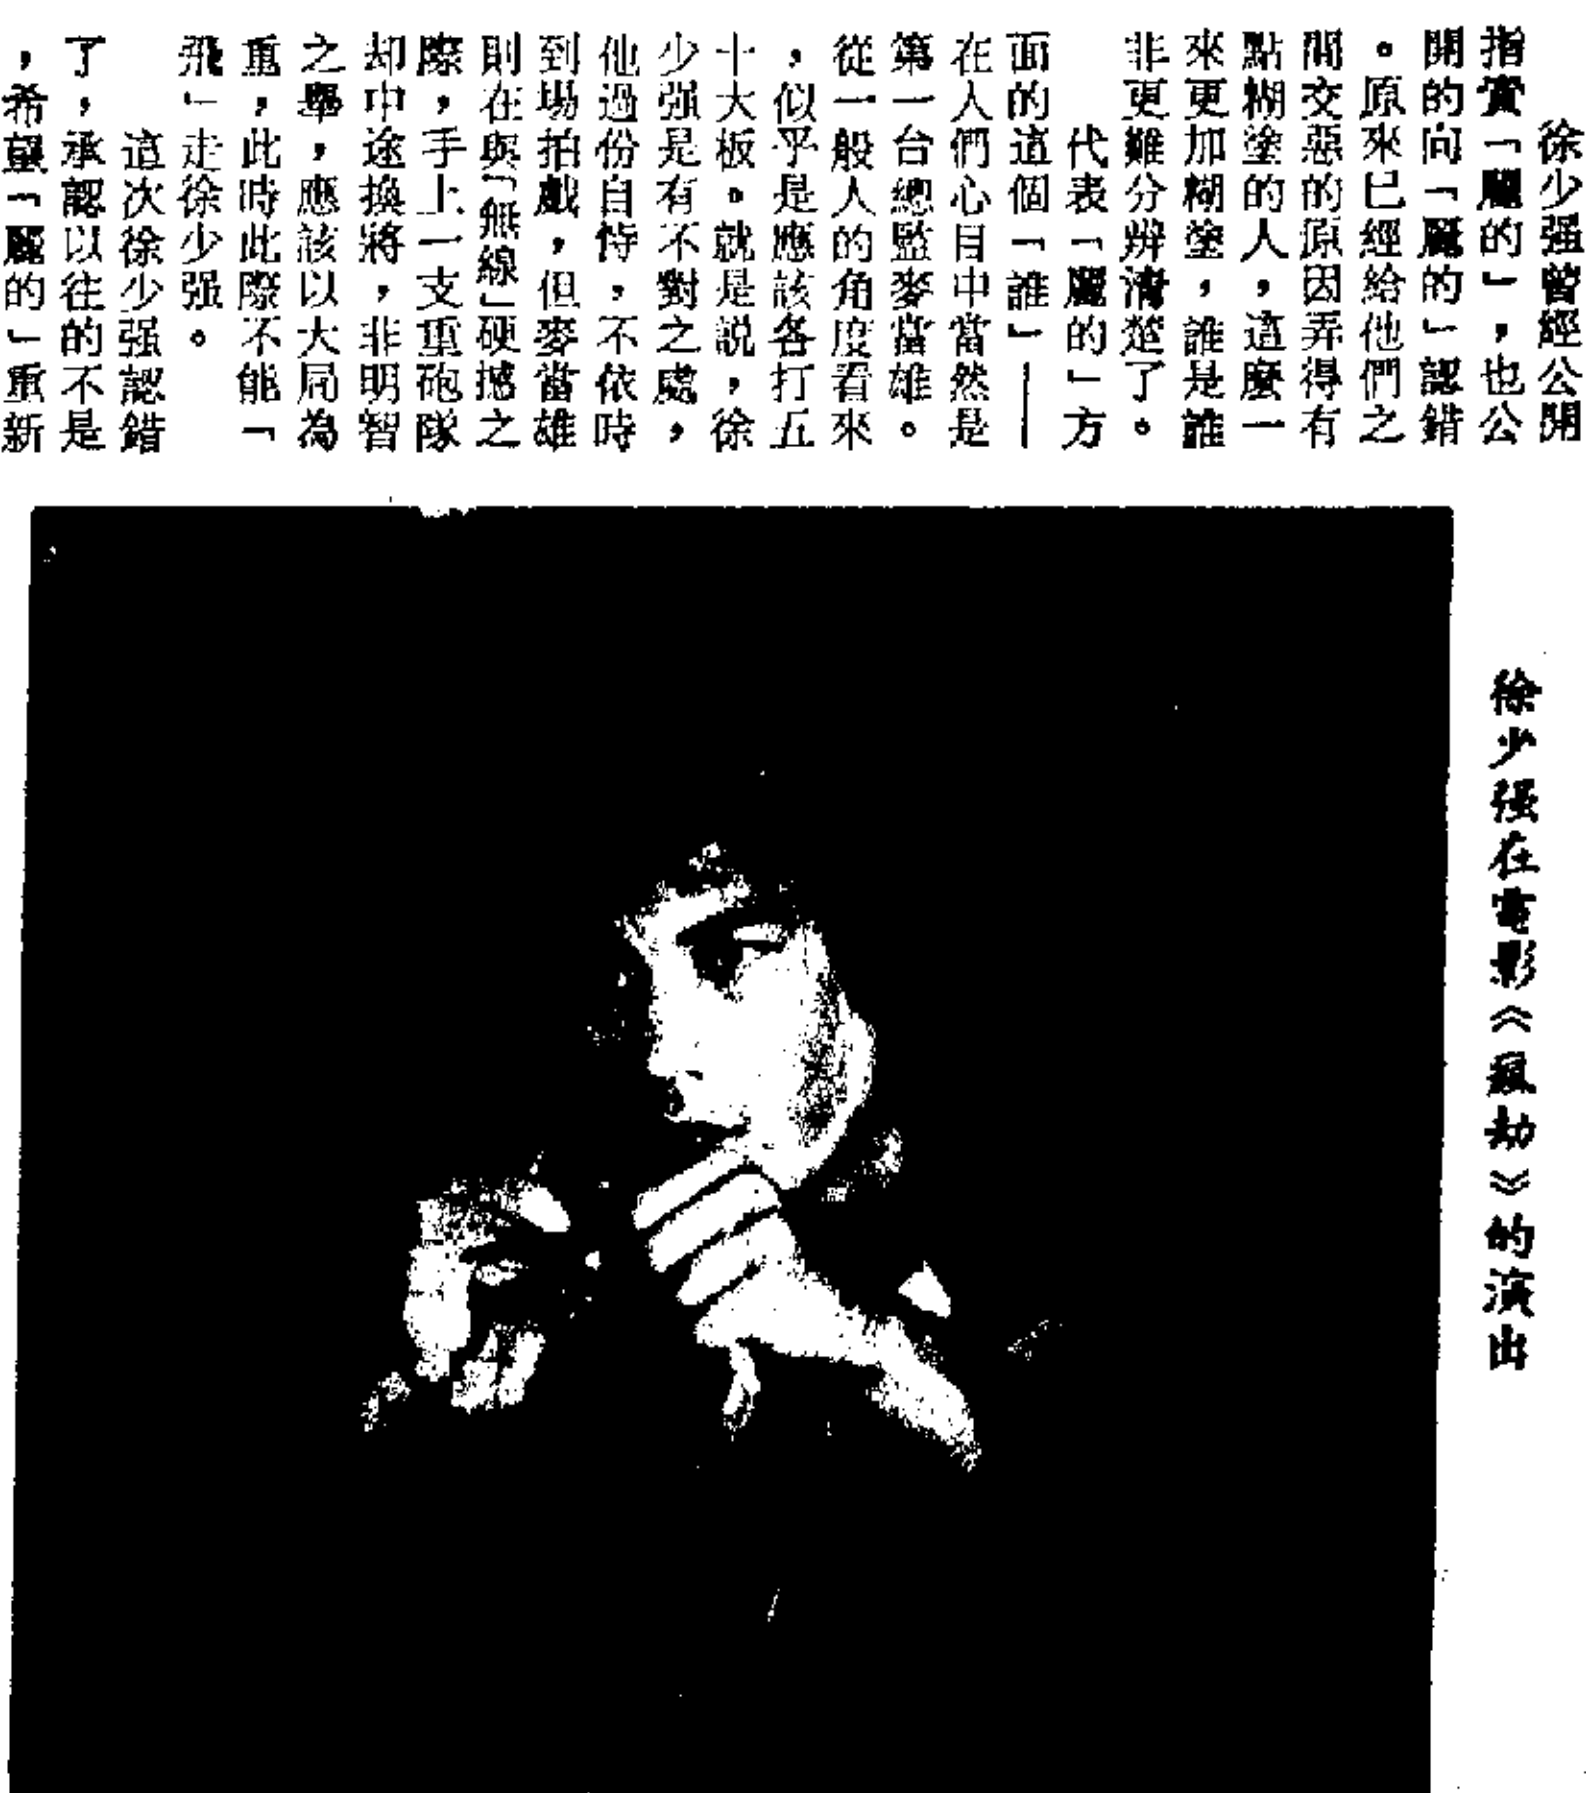 徐少强曾經公開
指賞「麗的」，也公
開的向「麗的」認錯
。原來已經給他們之
間交惡的原因弄得有
點糊塗的人，這麼一
來更加糊塗，誰是誰
非更難分辨清楚了。
代表「麗的」方
面的這個「誰」——
在人們心目中當然是
第一台總監麥當雄。
從一般人的角度看來
，似乎是應該各打五
十大板。就是説，徐
少强是有不對之處，
他過份自恃，不依時
到場拍戲，但麥當雄
則在與「無線」硬撼之
際，手上一支重砲隊
却中途換將，非明智
之舉，應該以大局為
重，此時此際不能「
飛」走徐少强。
這次徐少强認錯
了，承認以往的不是
，希望「麗的」重新
徐少强在電影《瘋劫》的演出